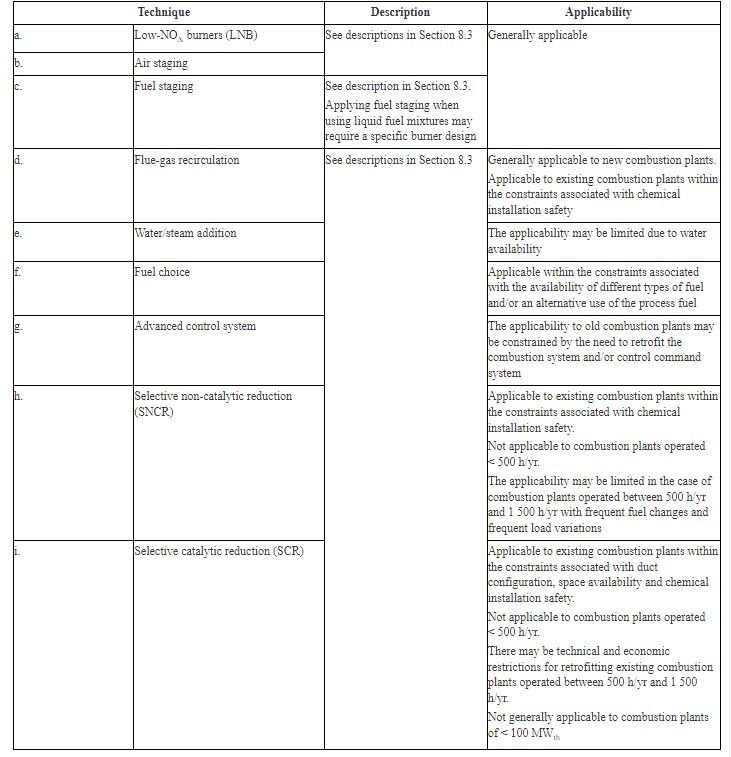 Technique Description Applicability
a. Low-NOx burners (LNB) See descriptions in Section 8.3 Generally applicable
b. Air staging
c. Fuel staging See description in Section 8.3.
Applying fuel staging when
using liquid fuel mixtures may
require a specific burner design
d. Flue-gas recirculation See descriptions in Section 8.3 Generally applicable to new combustion plants.
Applicable to existing combustion plants within
the constraints associated with chemical
installation safety
e. Water/steam addition The applicability may be limited due to water
availability
f. Fuel choice Applicable within the constraints associated
with the availability of different types of fuel
and/or an alternative use of the process fuel
g. Advanced control system The applicability to old combustion plants may
be constrained by the need to retrofit the
combustion system and/or control command
system
h. Selective non-catalytic reduction Applicable to existing combustion plants within
(SNCR) the constraints associated with chemical
installation safety.
Not applicable to combustion plants operated
< 500 h/yr.
The applicability may be limited in the case of
combustion plants operated between 500 h/yr
and 1 500 h/yr with frequent fuel changes and
frequent load variations
i. Selective catalytic reduction (SCR) Applicable to existing combustion plants within
the constraints associated with duct
configuration, space availability and chemical
installation safety.
Not applicable to combustion plants operated
< 500 h/yr.
There may be technical and economic
restrictions for retrofitting existing combustion
plants operated between 500 h/yr and 1 500
h/yr.
Not generally applicable to combustion plants
of < 100 MWth